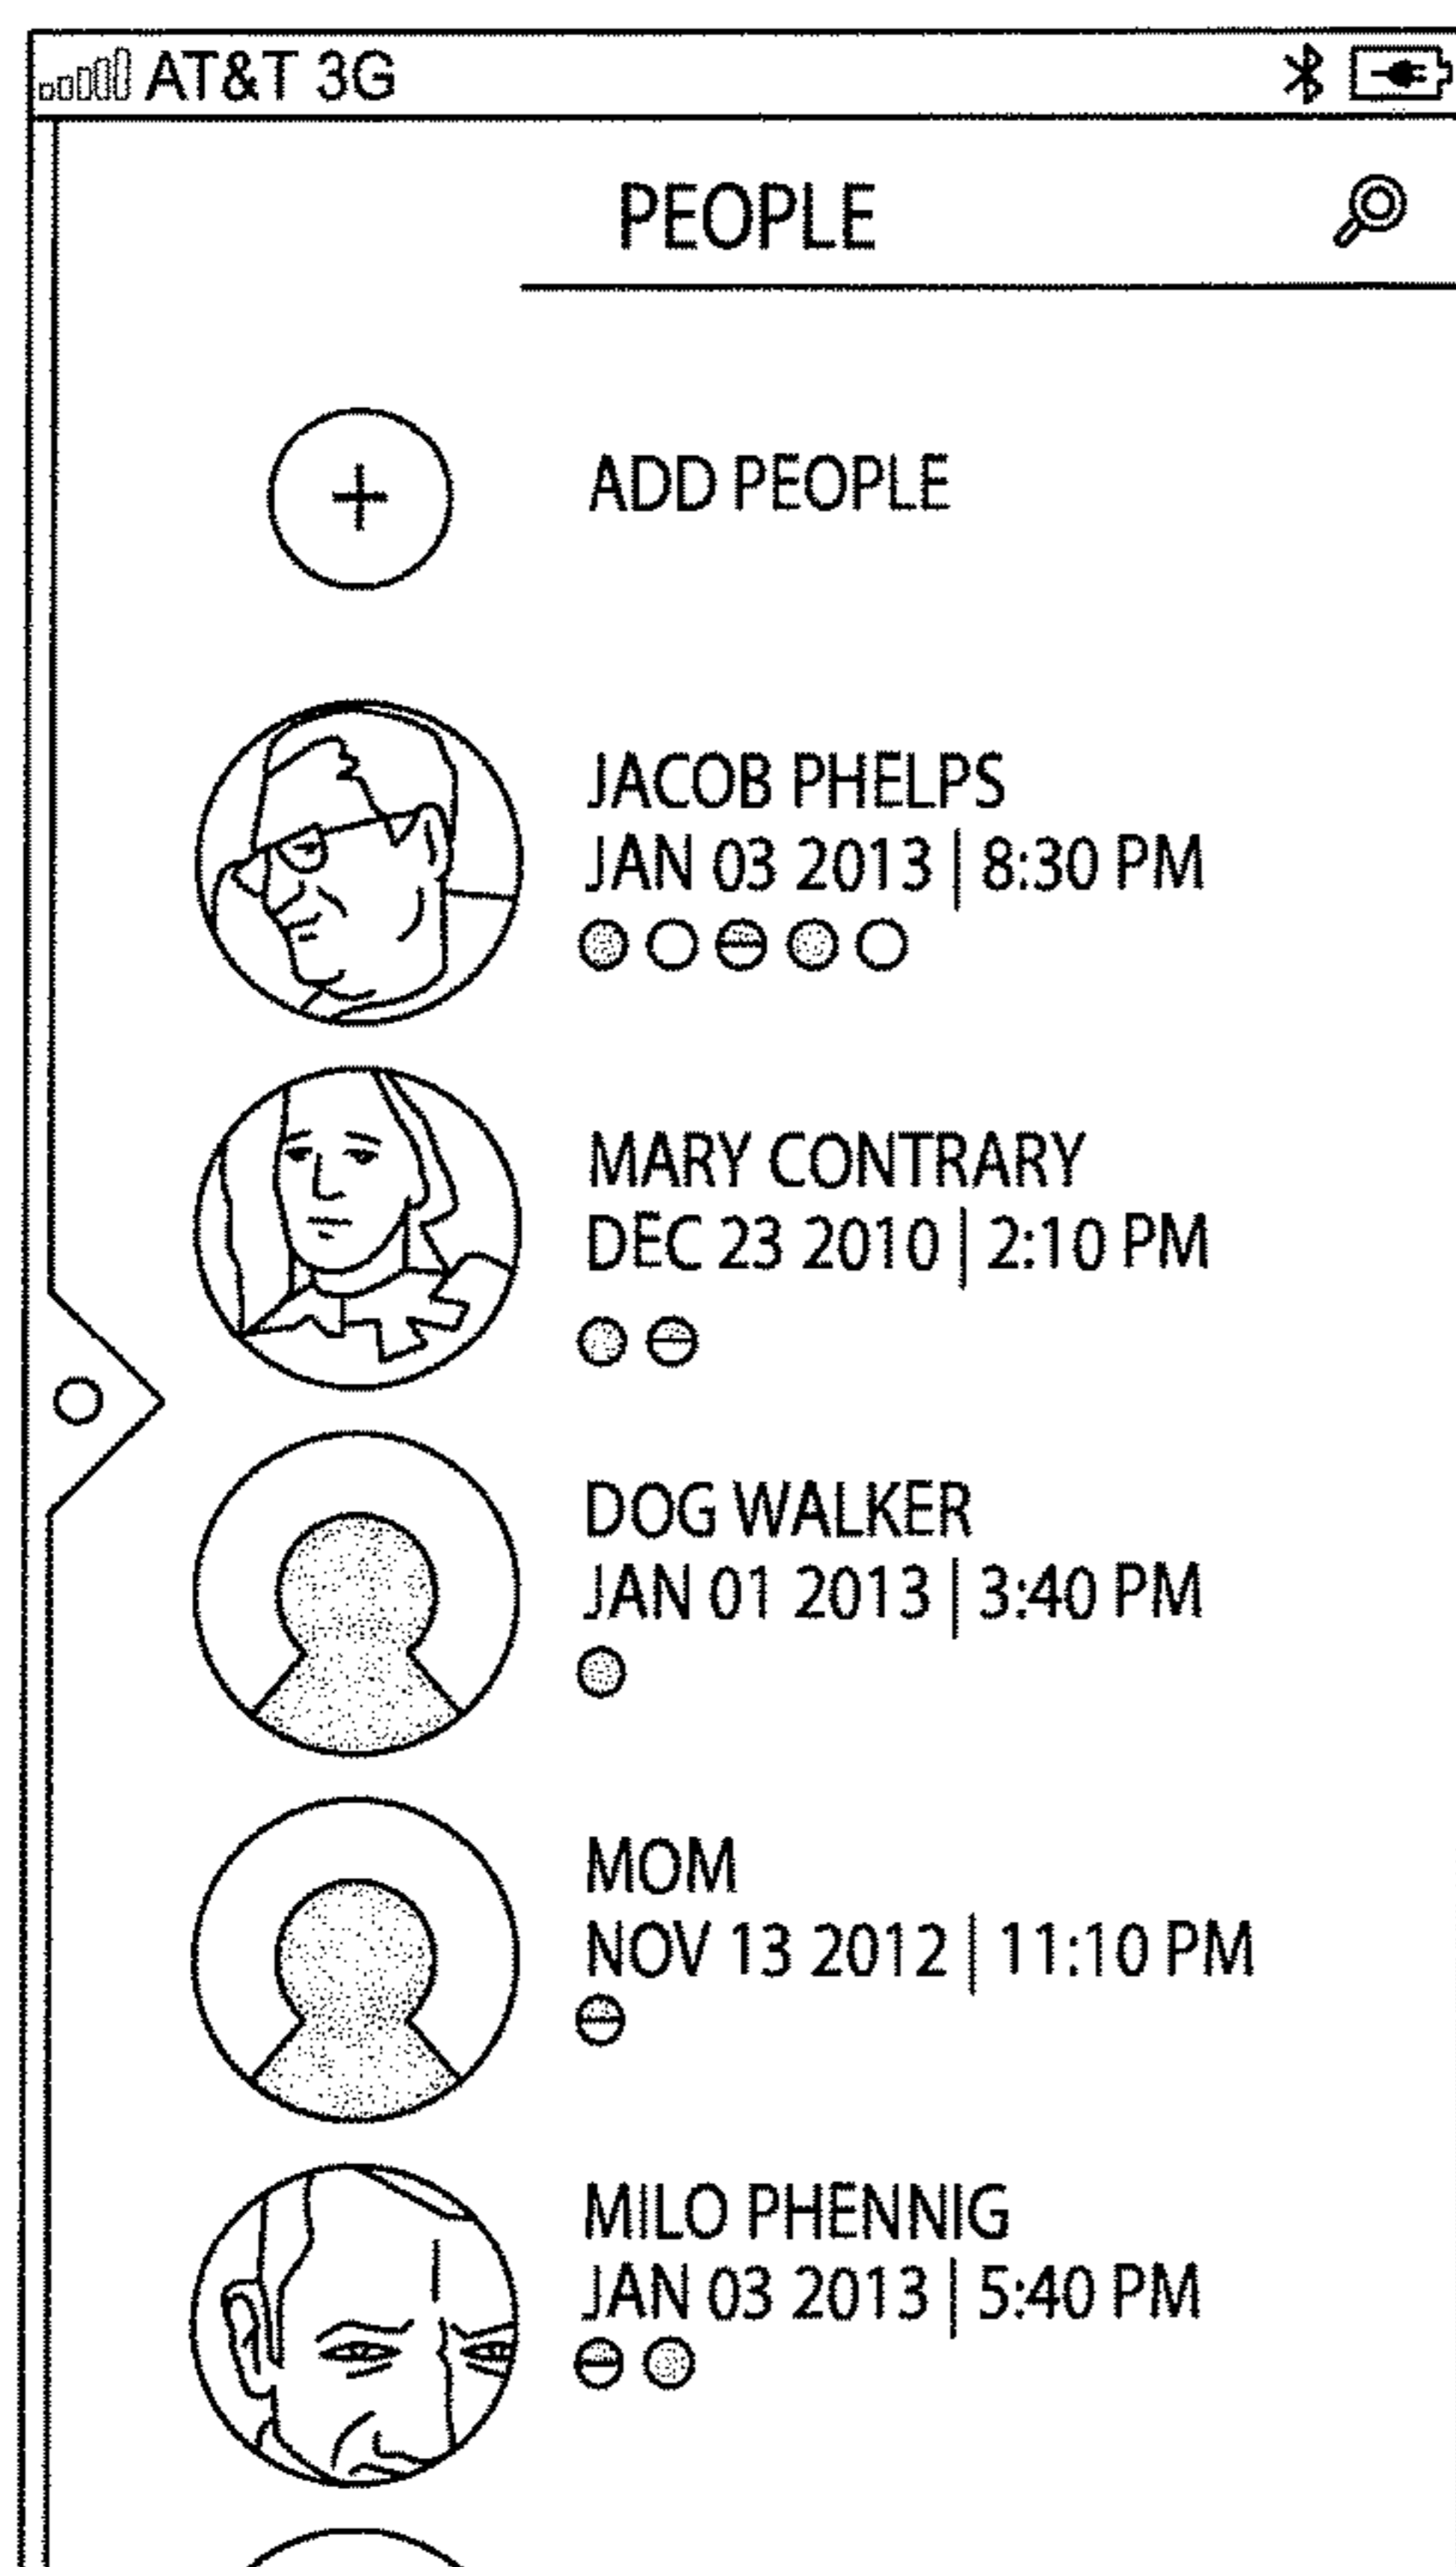 AT&T 3G
PEOPLE
ADD PEOPLE
JACOB PHELPS
JAN 03 2013 | 8:30 PM
MARY CONTRARY
DEC 23 2010 | 2:10 PM
DOG WALKER
JAN 01 2013 | 3:40 PM
MOM
NOV 13 2012 | 11:10 PM
MILO PHENNIG
JAN 03 2013 | 5:40 PM